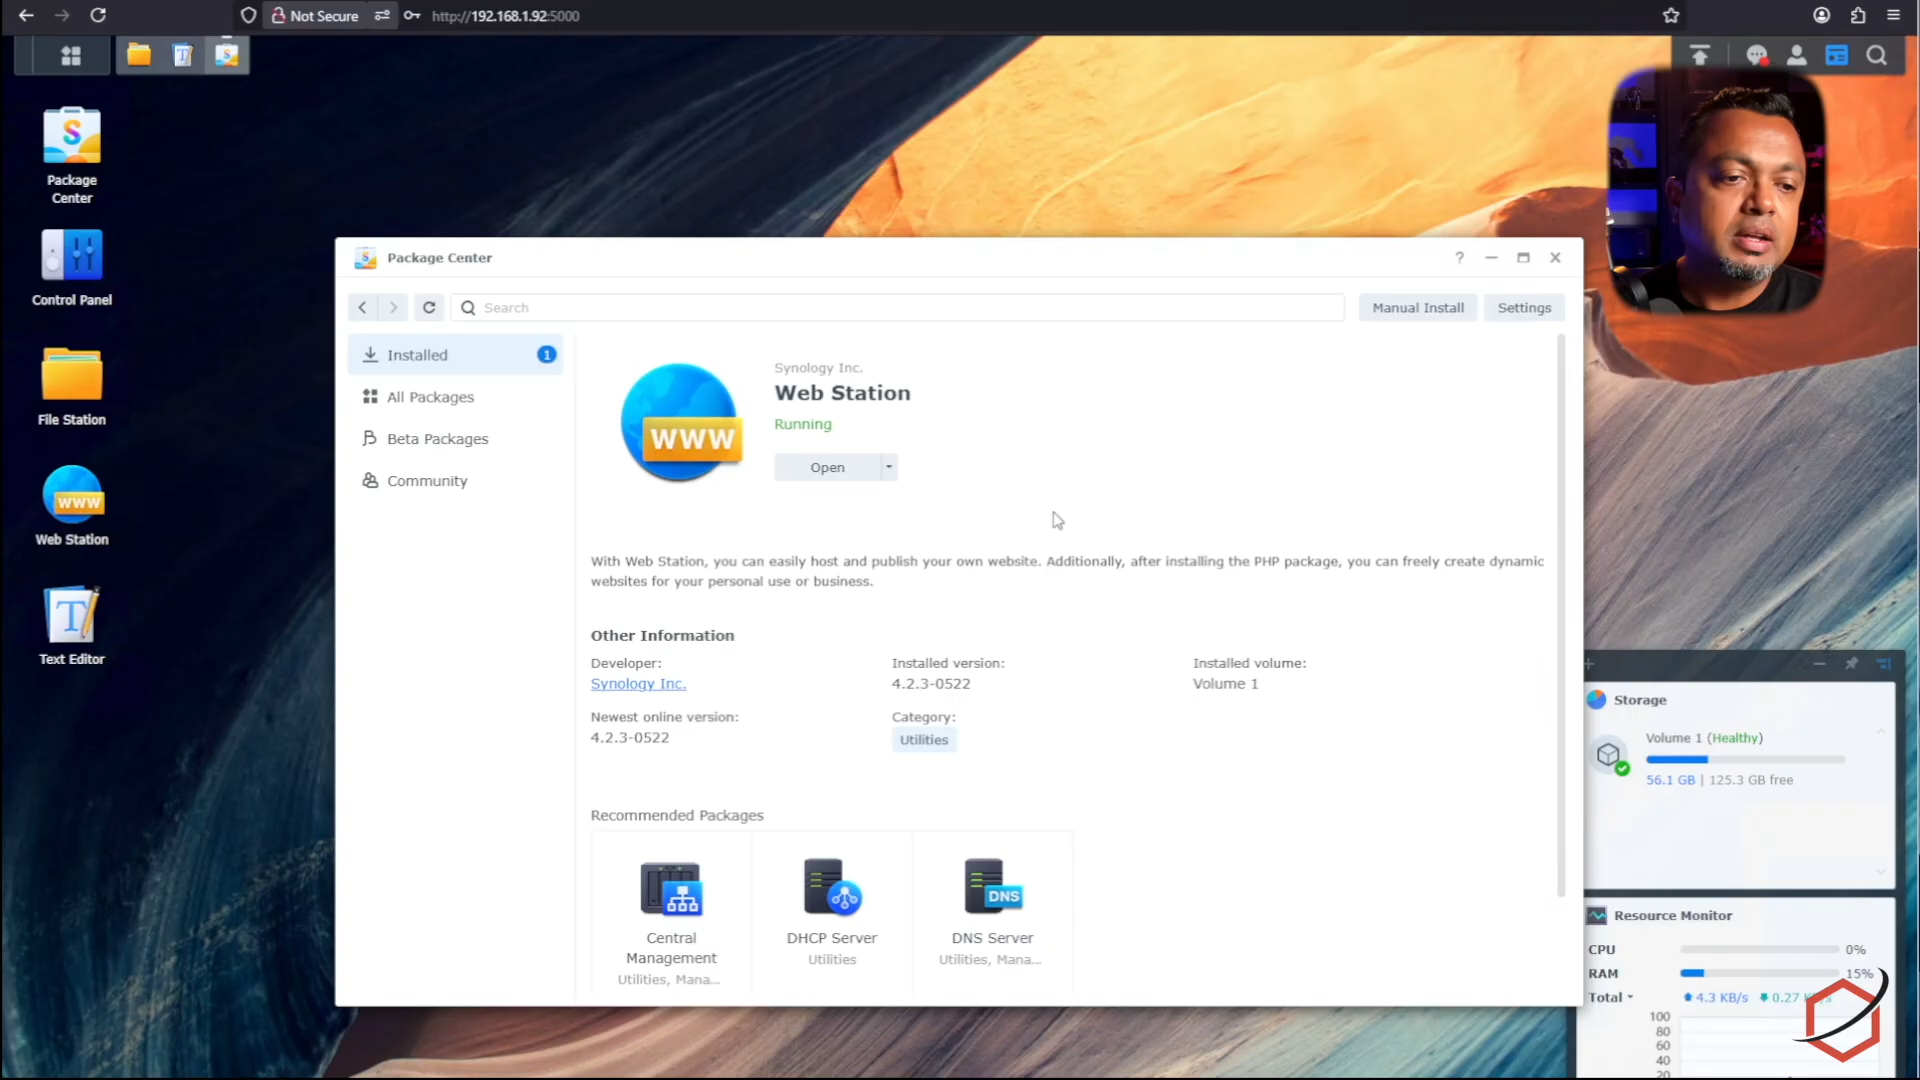 Not Secure
http://192.168.1.92:5000
Package
Center
Control Panel
File Station
WWW
Web Station
T
Text Editor
Package Center
?
Search
Manual Install
Settings
Installed
1
All Packages
Beta Packages
Community
WWW
Synology Inc.
Web Station
Running
Open
With Web Station, you can easily host and publish your own website. Additionally, after installing the PHP package, you can freely create dynamic
websites for your personal use or business.
Other Information
Developer:
Synology Inc.
Installed version:
4.2.3-0522
Installed volume:
Volume 1
Newest online version:
4.2.3-0522
Category:
Utilities
Recommended Packages
Central
Management
Utilities, Mana...
DHCP Server
Utilities
DNS
DNS Server
Utilities, Mana...
Storage
Volume 1 (Healthy)
56.1 GB | 125.3 GB free
Resource Monitor
CPU
0%
RAM
15%
Total
4.3 KB/s
0.27
100
80
60
40
20